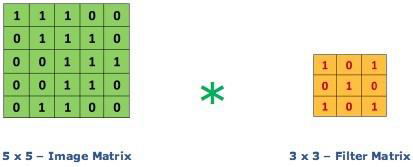 1 1 1 0 0
0 1 1 1 0 1 0 1
0 0 1 1 1 0 1 0
0 0 1 1 0 * 1 0 1
0 1 1 0 0
5 x 5 – Image Matrix 3 x 3 – Filter Matrix